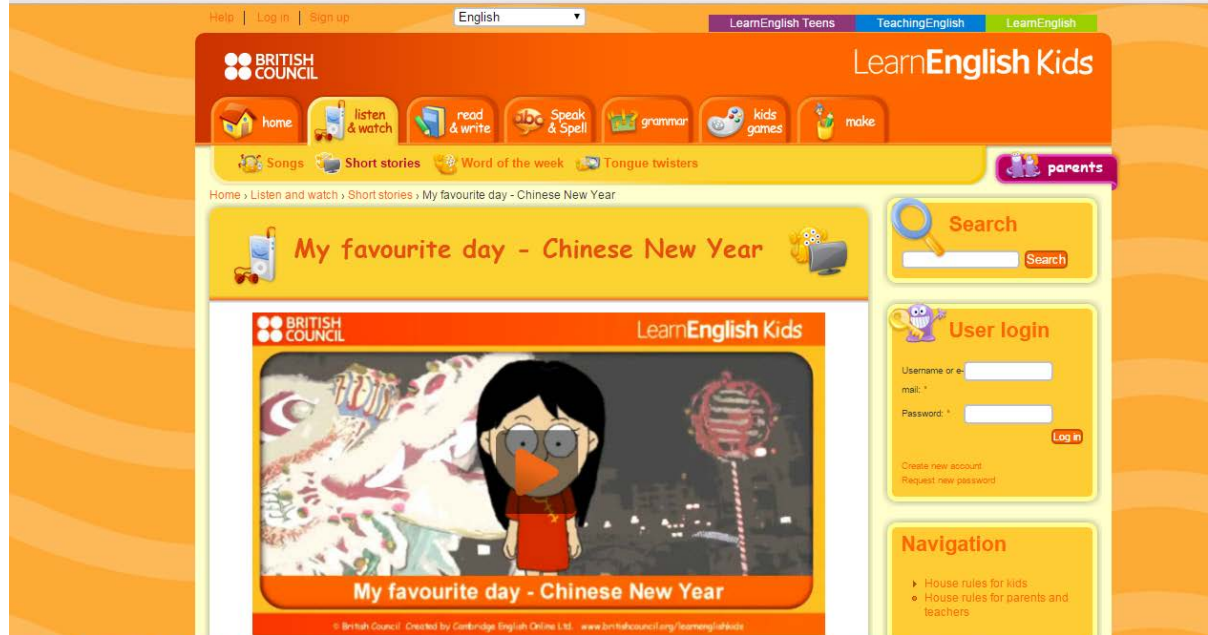 Help | Log in | Sign up
English
LearnEnglish Teens
TeachingEnglish
LearnEnglish
BRITISH
COUNCIL
LearnEnglish Kids
home
listen
& watch
read
& write
abc
Speak
& Spell
grammar
kids
games
make
Songs
Short stories
Word of the week
Tongue twisters
parents
Home › Listen and watch › Short stories › My favourite day - Chinese New Year
My favourite day - Chinese New Year
BRITISH
COUNCIL
LearnEnglish Kids
My favourite day - Chinese New Year
© British Council Created by Cambridge English Online Ltd. www.britishcouncil.org/learnenglishkids
Search
Search
User login
Username or e-
mail: *
Password: *
Log in
Create new account
Request new password
Navigation
House rules for kids
House rules for parents and
teachers